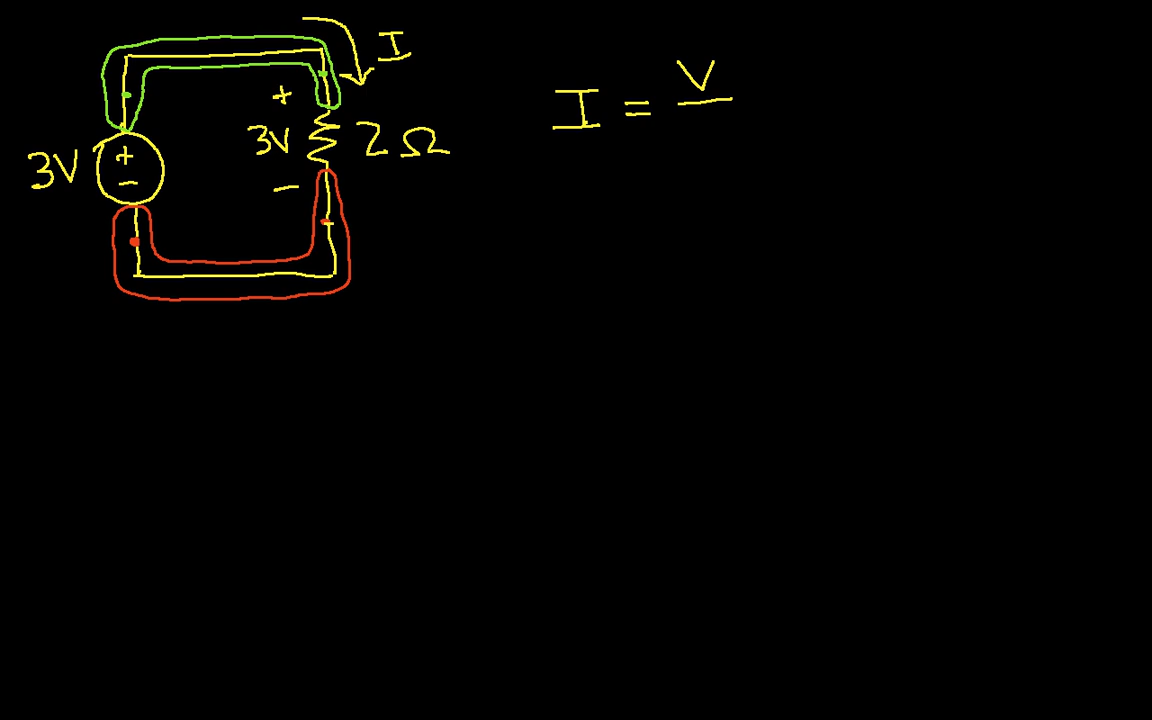 I
+
3V + 3V 2 Ω
− −
I = V